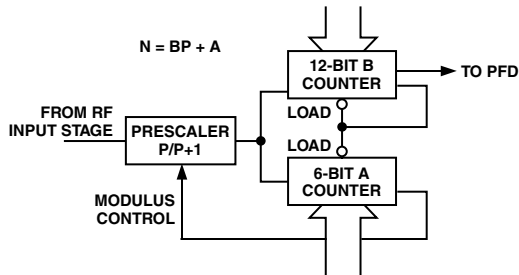 N = BP + A
12-BIT B
COUNTER
TO PFD
LOAD
FROM RF
INPUT STAGE
PRESCALER
P/P+1
LOAD
6-BIT A
COUNTER
MODULUS
CONTROL